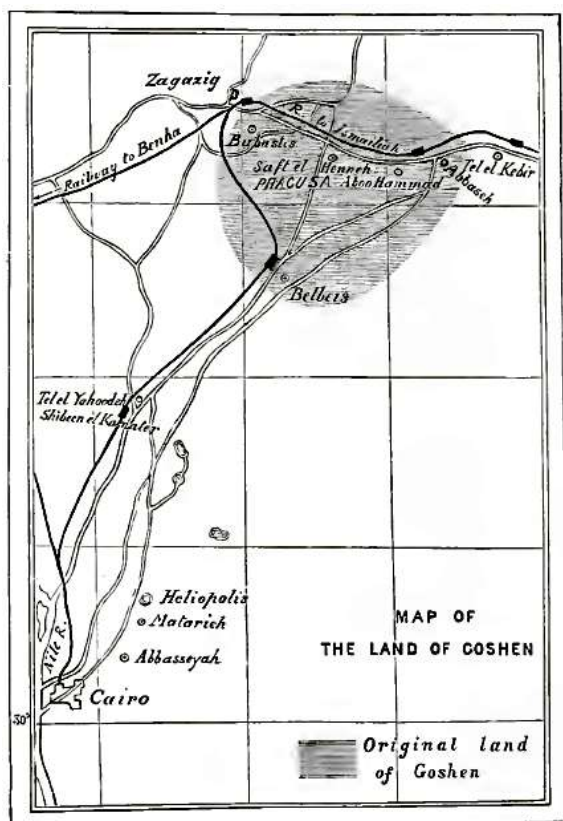 Zagazig
R. to Ismailiah
Railway to Benha
Bubastis
Saft el Henneh
Tel el Kebir
PHACUSA
Aboo Hammad
Abbaseh
Belbeis
Tel el Yahoodeh
Shibeen el Kanater
Heliopolis
Matarieh
Abbasseyah
Nile R.
Cairo
30°
MAP OF
THE LAND OF GOSHEN
Original land
of Goshen